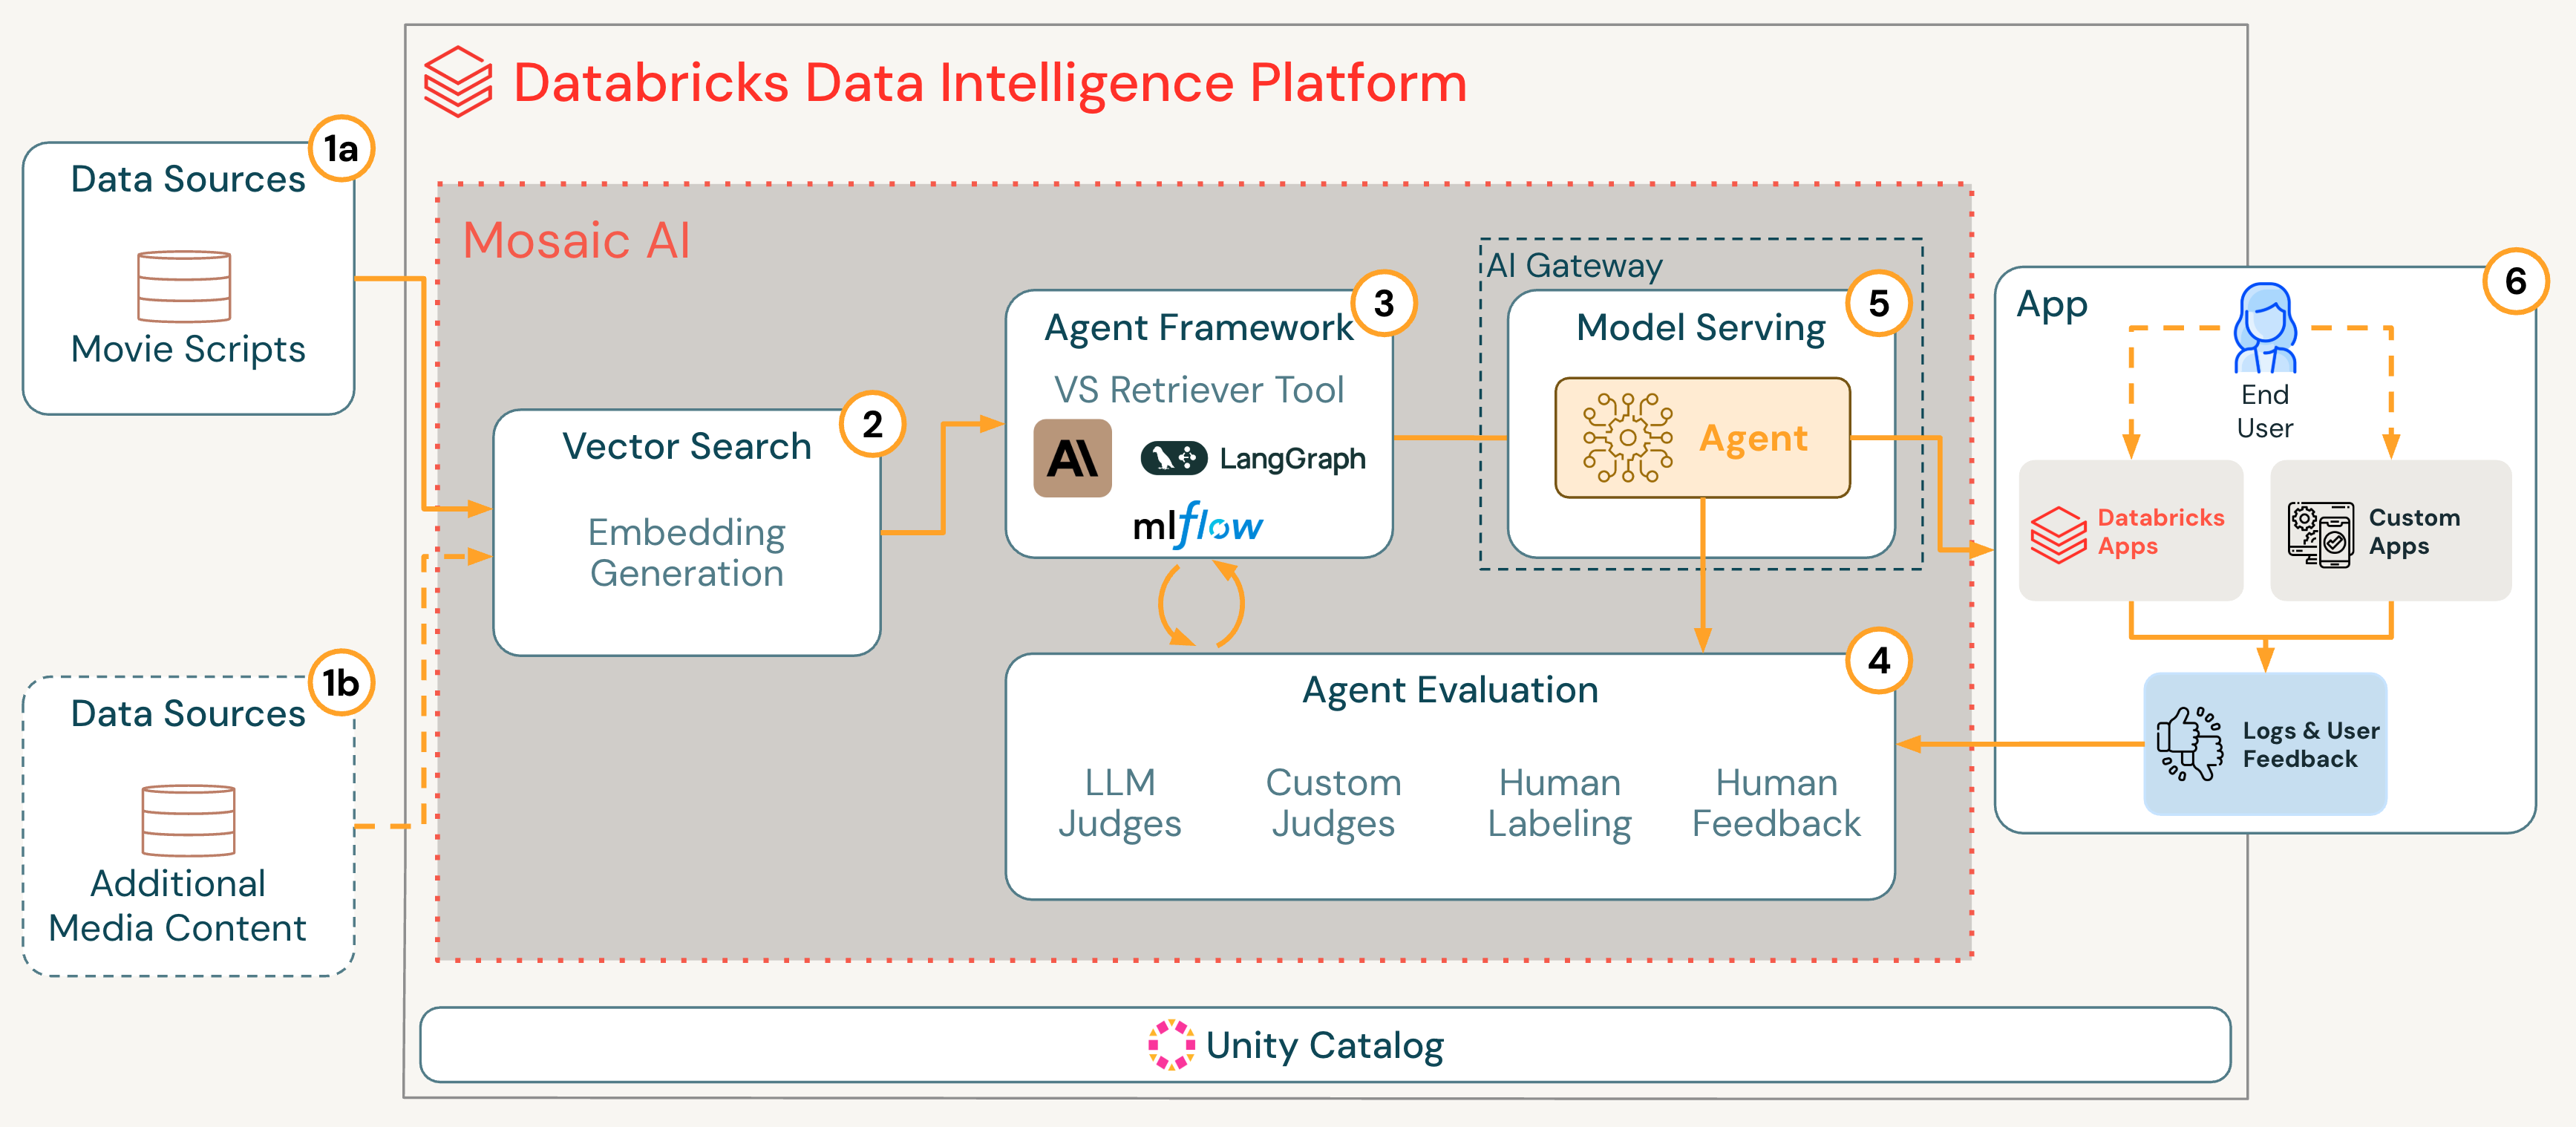 Databricks Data Intelligence Platform
1a
Data Sources
Movie Scripts
1b
Data Sources
Additional
Media Content
Mosaic AI
2
Vector Search
Embedding
Generation
3
Agent Framework
VS Retriever Tool
A\
LangGraph
mlflow
AI Gateway
5
Model Serving
Agent
4
Agent Evaluation
LLM
Judges
Custom
Judges
Human
Labeling
Human
Feedback
6
App
End
User
Databricks
Apps
Custom
Apps
Logs & User
Feedback
Unity Catalog